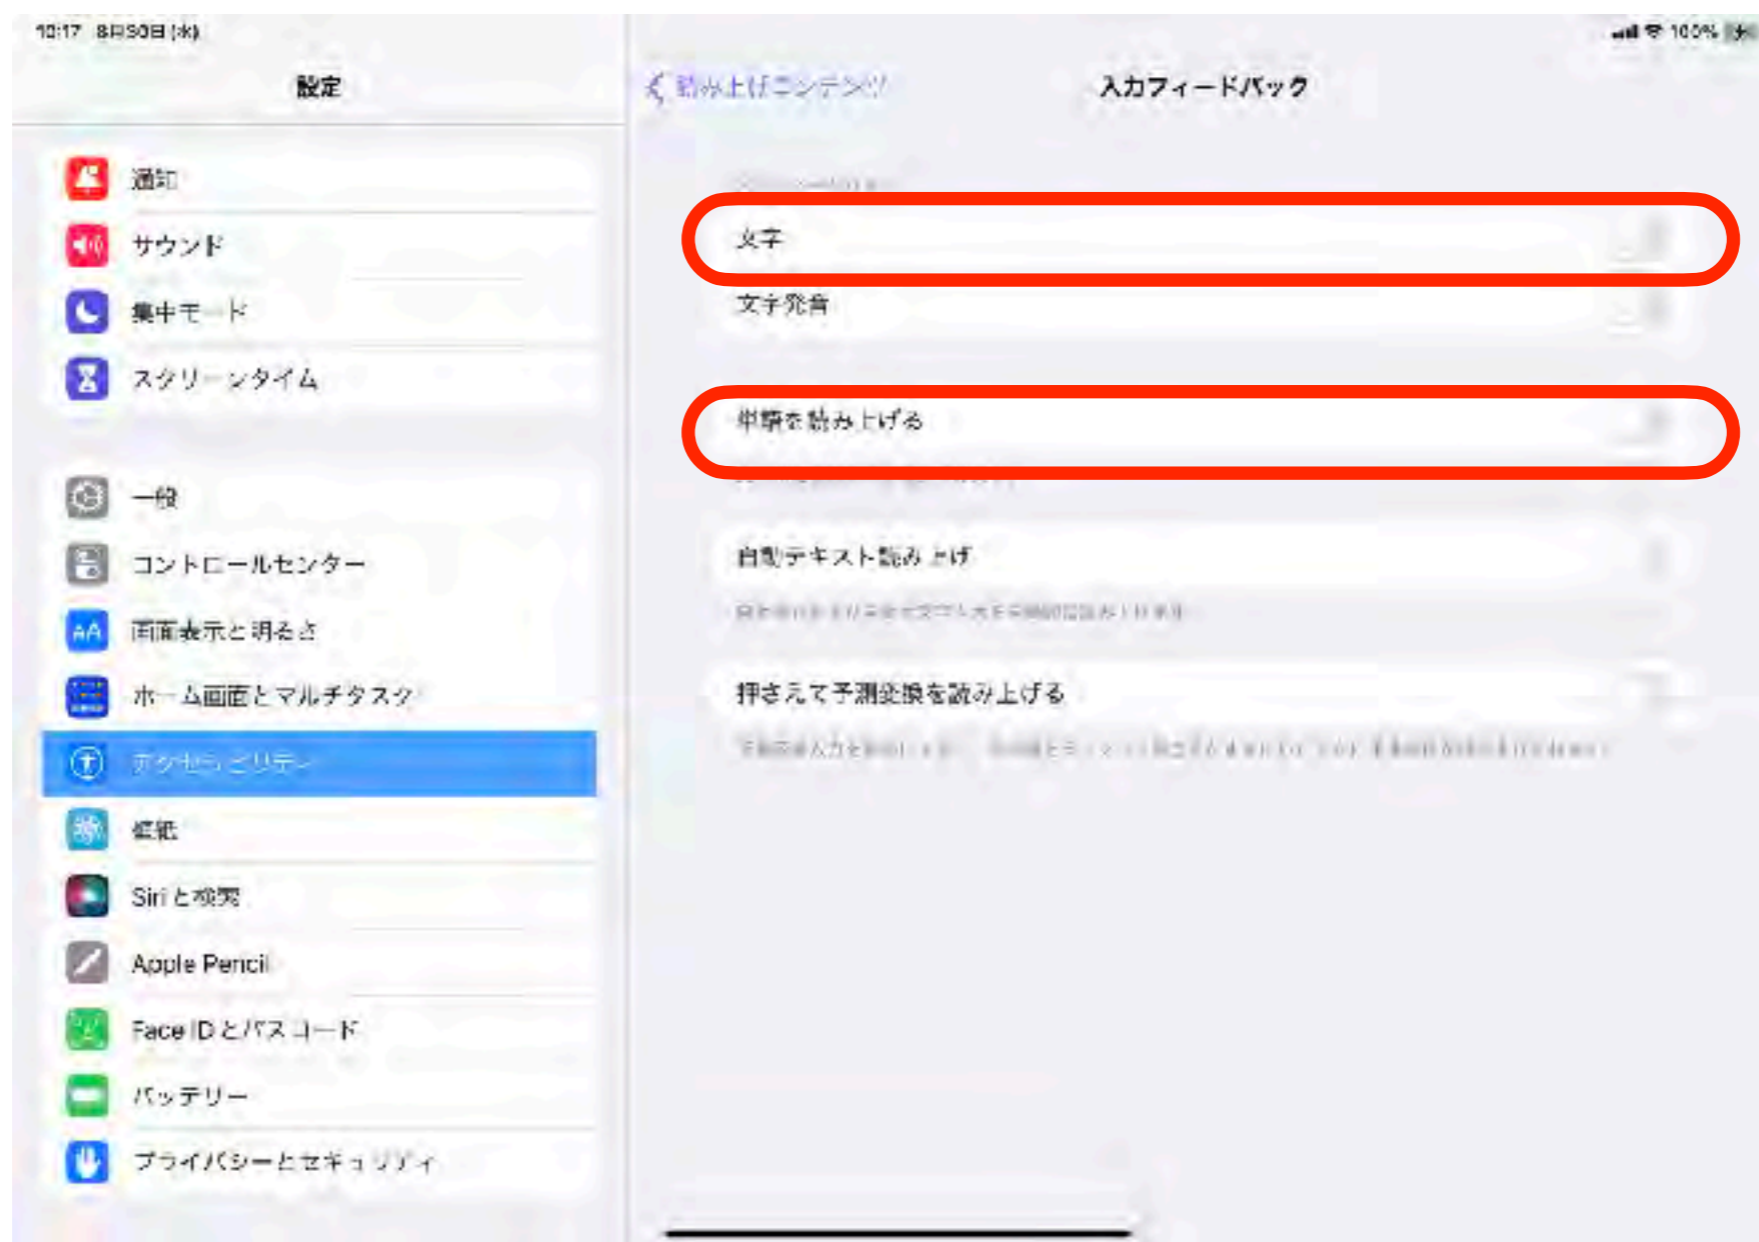 10:17 8月30日(水)
100%
設定
通知
サウンド
集中モード
スクリーンタイム
一般
コントロールセンター
画面表示と明るさ
ホーム画面とマルチタスク
アクセシビリティ
壁紙
Siriと検索
Apple Pencil
Face IDとパスコード
バッテリー
プライバシーとセキュリティ
読み上げコンテンツ
入力フィードバック
文字
文字発音
単語を読み上げる
自動テキスト読み上げ
押さえて予測変換を読み上げる